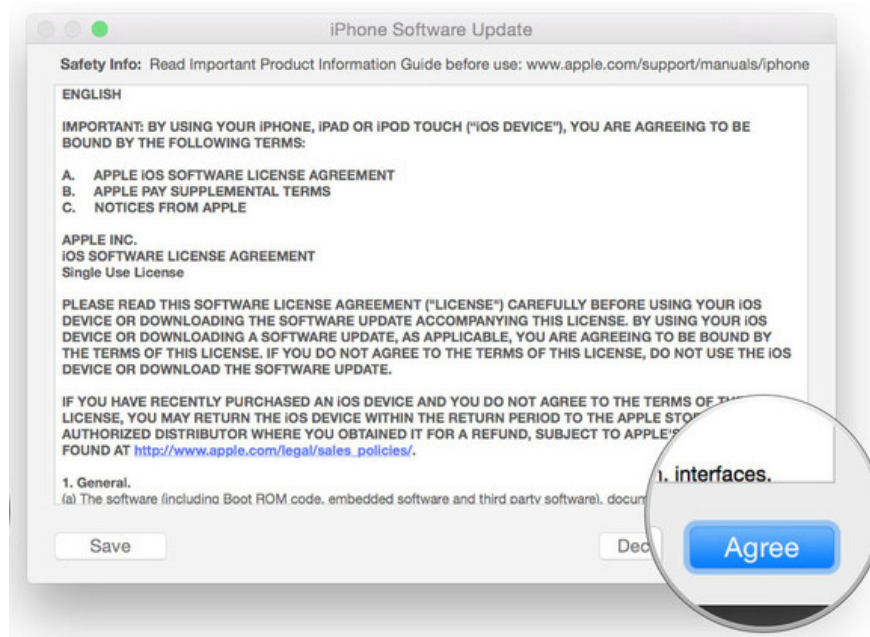 iPhone Software Update
Safety Info: Read Important Product Information Guide before use: www.apple.com/support/manuals/iphone
ENGLISH
IMPORTANT: BY USING YOUR iPHONE, iPAD OR iPOD TOUCH (“iOS DEVICE”), YOU ARE AGREEING TO BE
BOUND BY THE FOLLOWING TERMS:
A. APPLE iOS SOFTWARE LICENSE AGREEMENT
B. APPLE PAY SUPPLEMENTAL TERMS
C. NOTICES FROM APPLE
APPLE INC.
iOS SOFTWARE LICENSE AGREEMENT
Single Use License
PLEASE READ THIS SOFTWARE LICENSE AGREEMENT ("LICENSE") CAREFULLY BEFORE USING YOUR iOS
DEVICE OR DOWNLOADING THE SOFTWARE UPDATE ACCOMPANYING THIS LICENSE. BY USING YOUR iOS
DEVICE OR DOWNLOADING A SOFTWARE UPDATE, AS APPLICABLE, YOU ARE AGREEING TO BE BOUND BY
THE TERMS OF THIS LICENSE. IF YOU DO NOT AGREE TO THE TERMS OF THIS LICENSE, DO NOT USE THE iOS
DEVICE OR DOWNLOAD THE SOFTWARE UPDATE.
IF YOU HAVE RECENTLY PURCHASED AN iOS DEVICE AND YOU DO NOT AGREE TO THE TERMS OF
LICENSE, YOU MAY RETURN THE iOS DEVICE WITHIN THE RETURN PERIOD TO THE APPLE
AUTHORIZED DISTRIBUTOR WHERE YOU OBTAINED IT FOR A REFUND, SUBJECT TO APPLE'S
FOUND AT http://www.apple.com/legal/sales_policies/.
1. General.
(a) The software (including Boot ROM code, embedded software and third party software),
interfaces,
Save
Dec
Agree